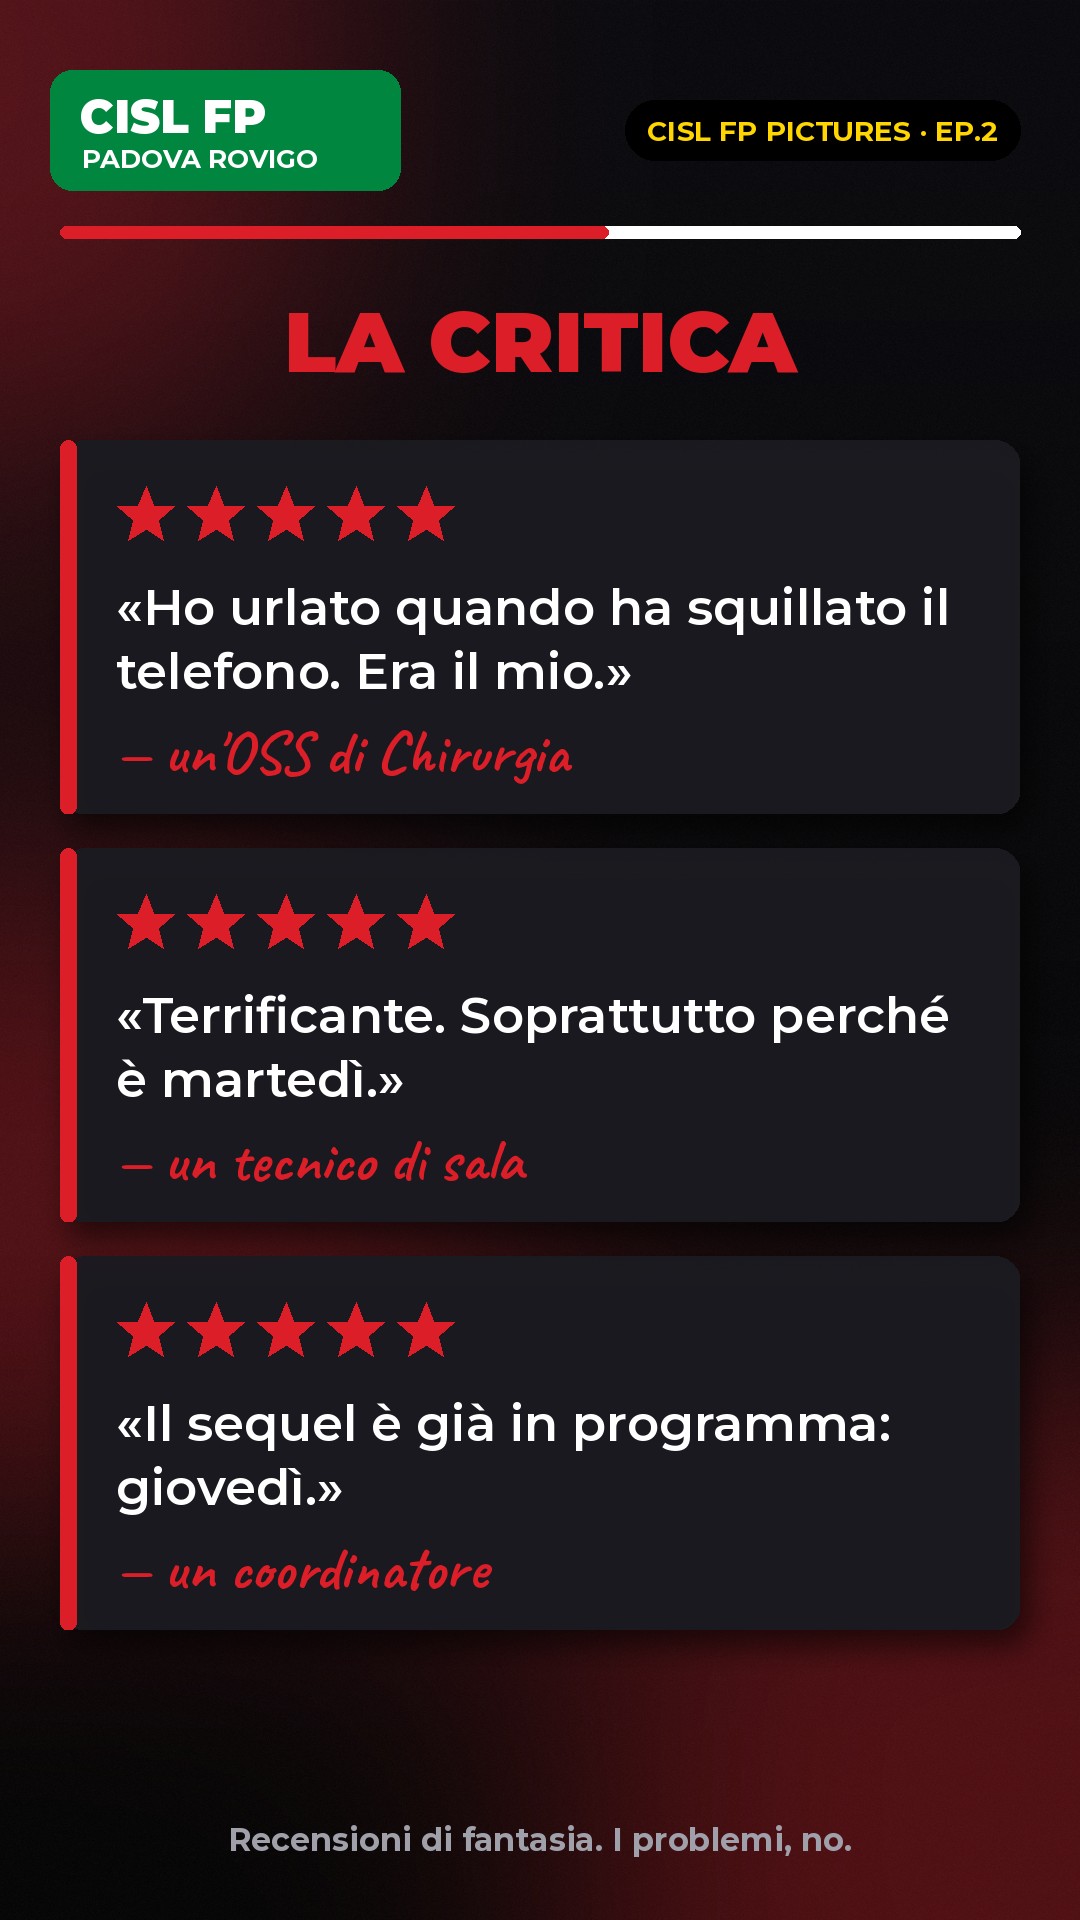 CISL FP
PADOVA ROVIGO
CISL FP PICTURES · EP.2
LA CRITICA
«Ho urlato quando ha squillato il
telefono. Era il mio.»
— un'OSS di Chirurgia
«Terrificante. Soprattutto perché
è martedì.»
— un tecnico di sala
«Il sequel è già in programma:
giovedì.»
— un coordinatore
Recensioni di fantasia. I problemi, no.